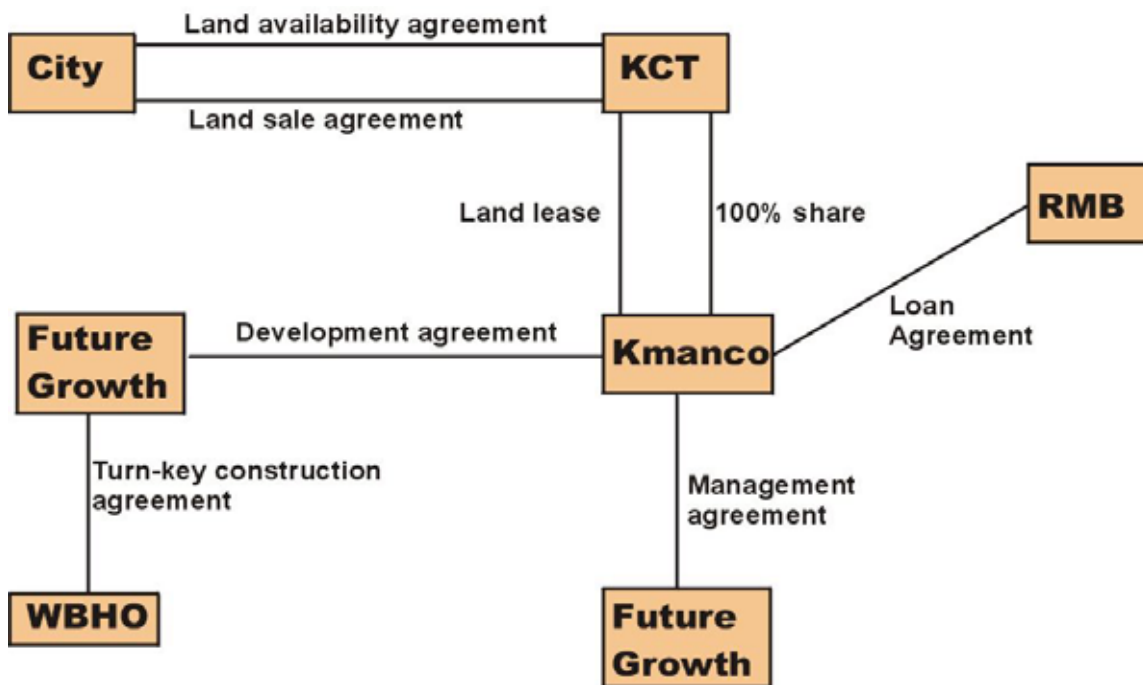 Land availability agreement
City
KCT
Land sale agreement
Land lease
100% share
RMB
Loan
Agreement
Future
Growth
Development agreement
Kmanco
Turn-key construction
agreement
Management
agreement
WBHO
Future
Growth